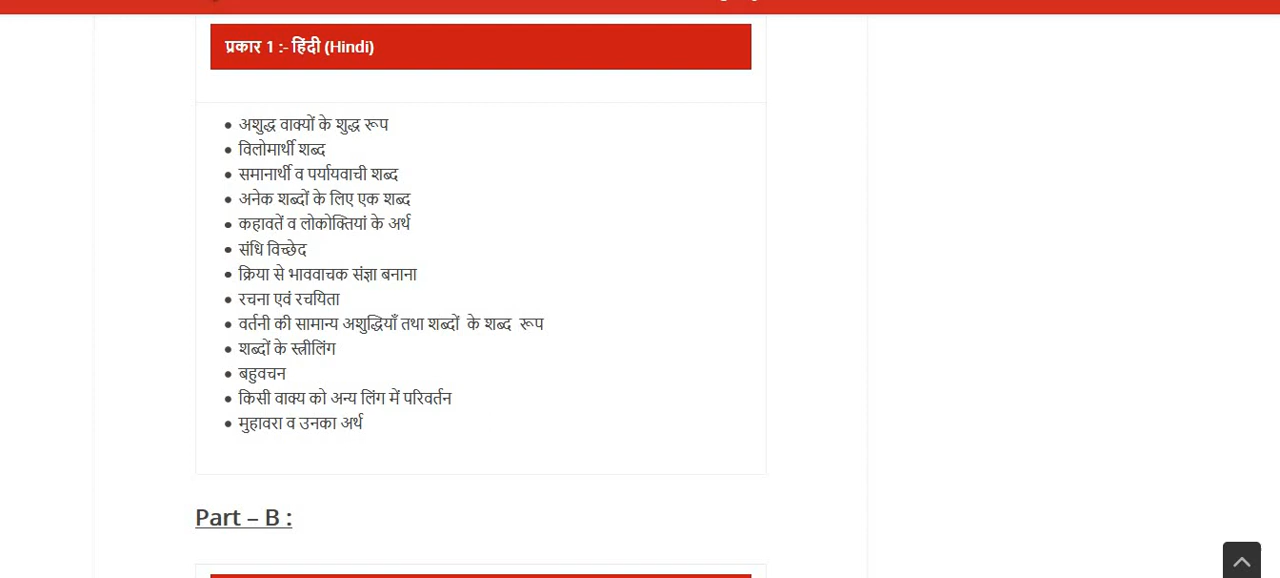 प्रकार 1 :- हिंदी (Hindi)
अशुद्ध वाक्यों के शुद्ध रूप
विलोमार्थी शब्द
समानार्थी व पर्यायवाची शब्द
अनेक शब्दों के लिए एक शब्द
कहावतें व लोकोक्तियां के अर्थ
संधि विच्छेद
क्रिया से भाववाचक संज्ञा बनाना
रचना एवं रचयिता
वर्तनी की सामान्य अशुद्धियाँ तथा शब्दों के शब्द रूप
शब्दों के स्त्रीलिंग
बहुवचन
किसी वाक्य को अन्य लिंग में परिवर्तन
मुहावरा व उनका अर्थ
Part – B :